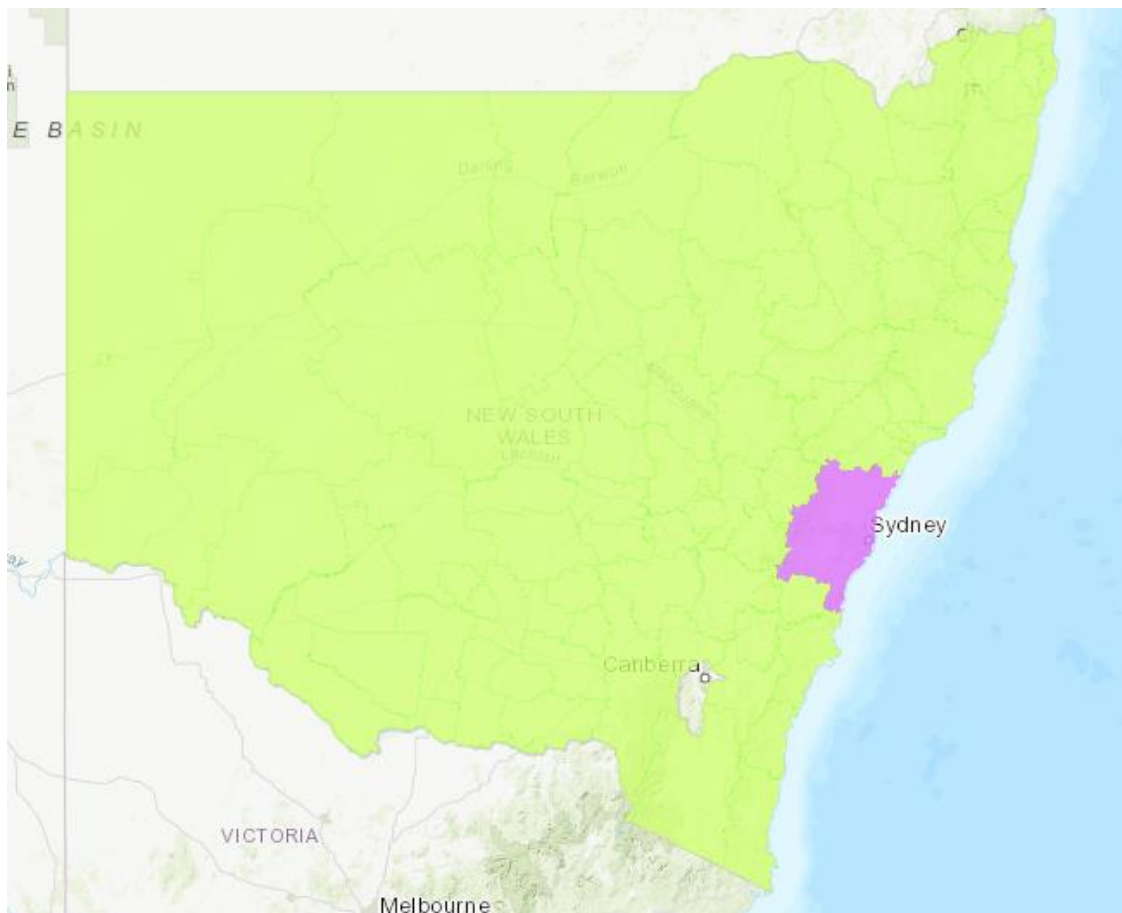 E BASIN
Darling
Barwon
NEW SOUTH
WALES
Sydney
Canberra
VICTORIA
Melbourne